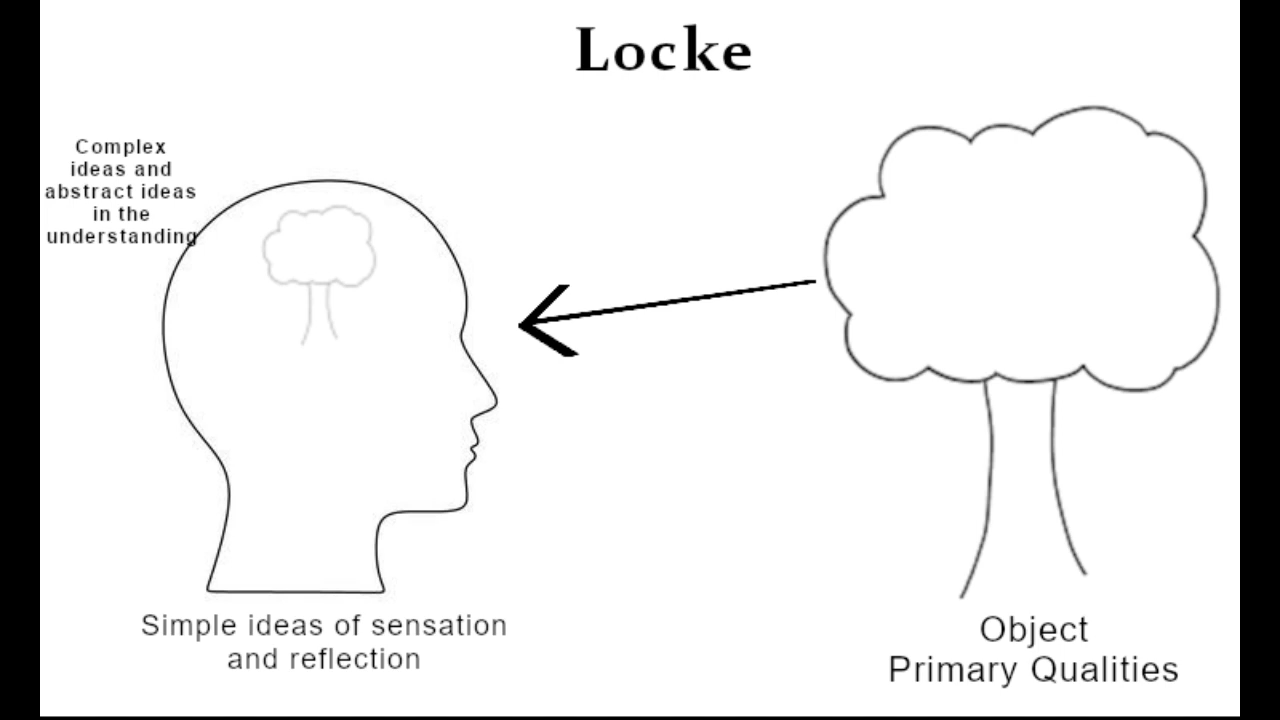 Locke
Complex
ideas and
abstract ideas
in the
understanding
Simple ideas of sensation
and reflection
Object
Primary Qualities